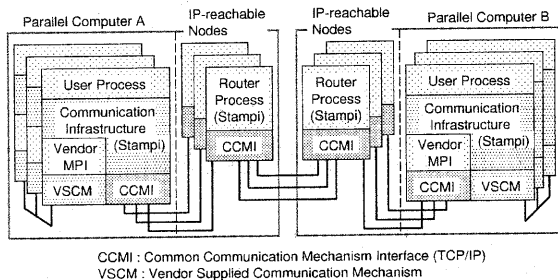 Parallel Computer A
IP-reachable
Nodes
IP-reachable
Nodes
Parallel Computer B
User Process
Communication
Infrastructure
(Stampi)
Vendor
MPI
VSCM
CCMI
Router
Process
(Stampi)
CCMI
Router
Process
(Stampi)
CCMI
User Process
Communication
Infrastructure
(Stampi)
Vendor
MPI
CCMI
VSCM
CCMI : Common Communication Mechanism Interface (TCP/IP)
VSCM : Vendor Supplied Communication Mechanism